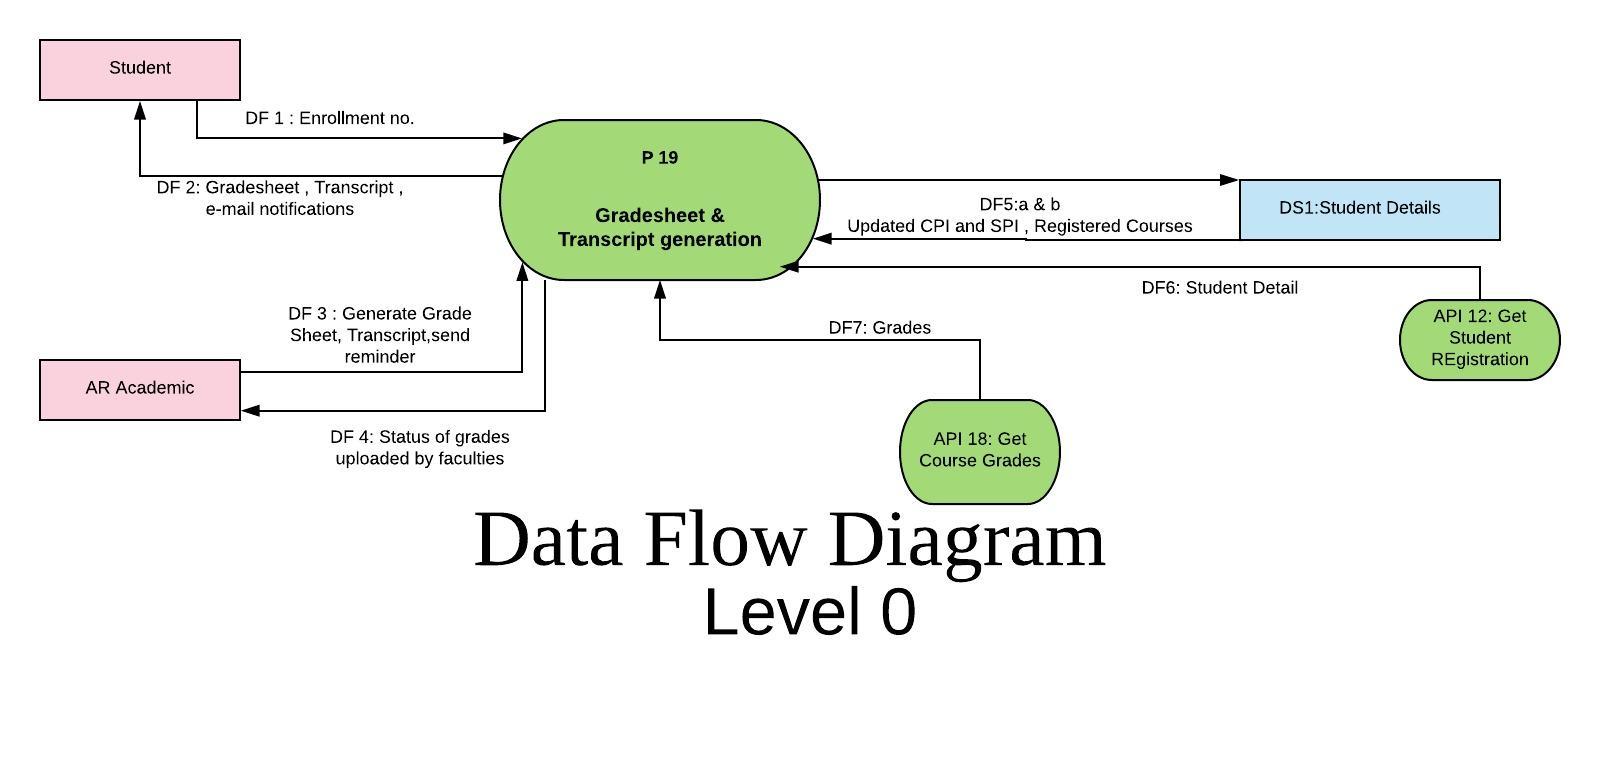 Student
DF 1 : Enrollment no.
DF 2: Gradesheet , Transcript ,
e-mail notifications
P 19
Gradesheet &
Transcript generation
DF5:a & b
Updated CPI and SPI , Registered Courses
DS1:Student Details
DF6: Student Detail
API 12: Get
Student
REgistration
DF 3 : Generate Grade
Sheet, Transcript,send
reminder
DF7: Grades
AR Academic
DF 4: Status of grades
uploaded by faculties
API 18: Get
Course Grades
Data Flow Diagram
Level 0